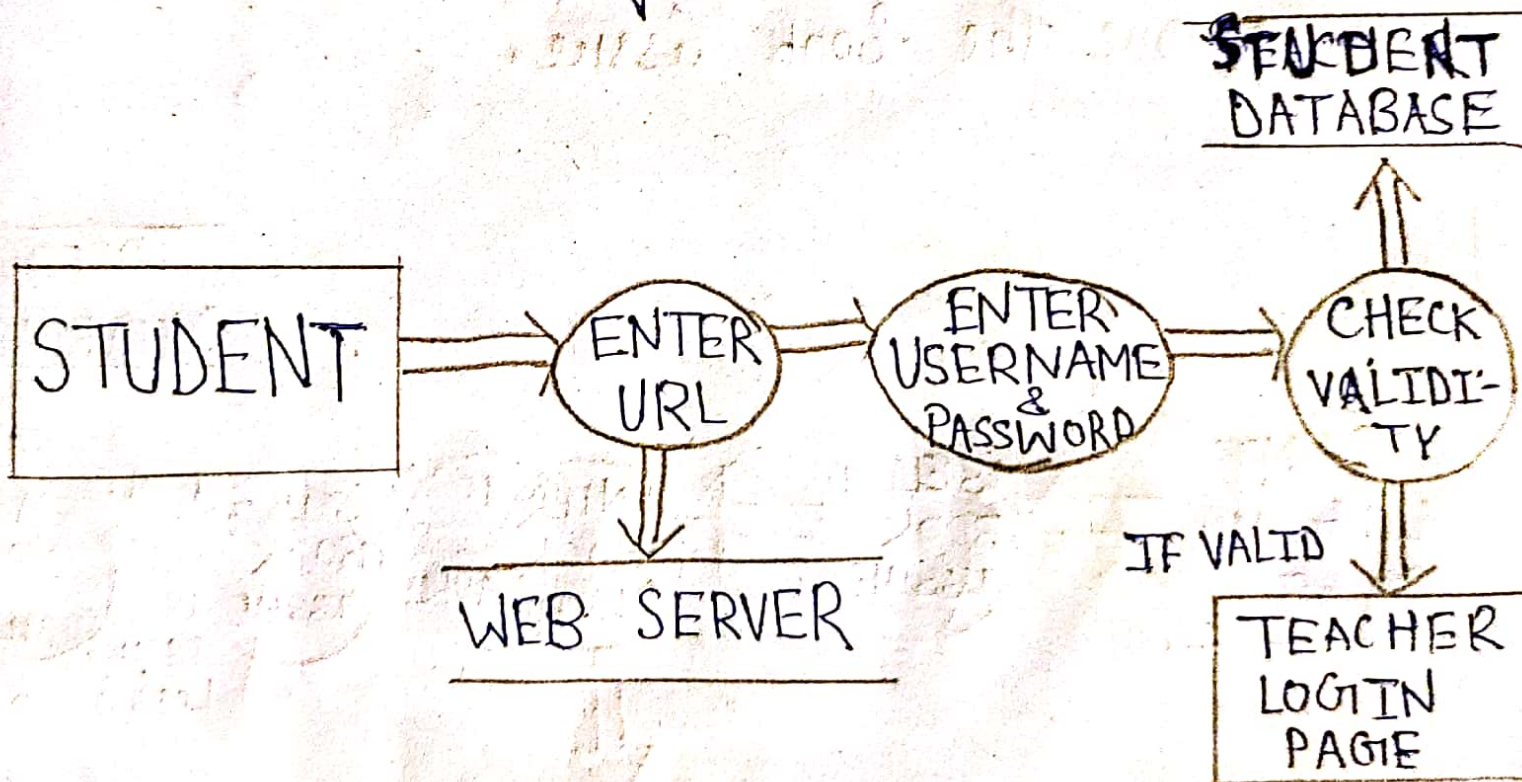 STUDENT
DATABASE
STUDENT
ENTER
URL
ENTER
USERNAME
&
PASSWORD
CHECK
VALIDI-
TY
IF VALID
WEB SERVER
TEACHER
LOGIN
PAGE